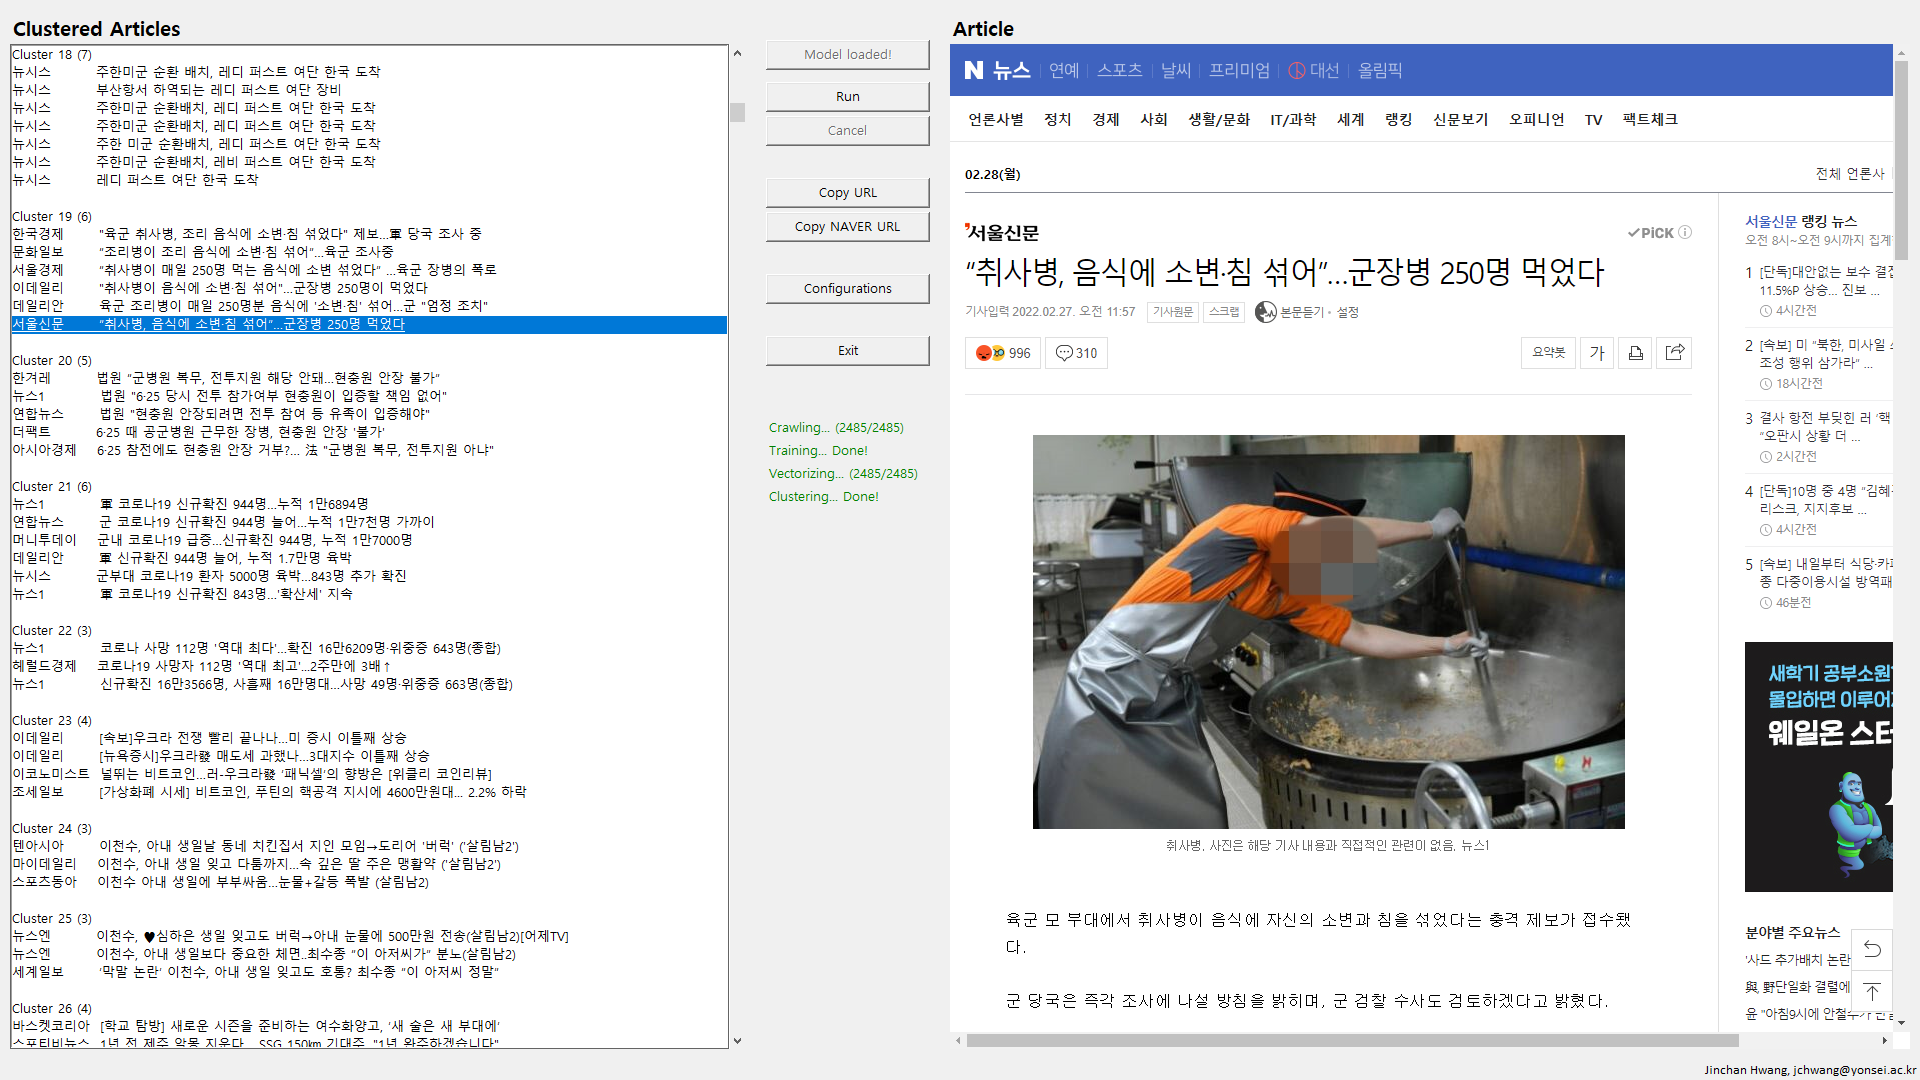 Clustered Articles
Cluster 18 (7)
뉴시스 주한미군 순환 배치, 레디 퍼스트 여단 한국 도착
뉴시스 부산항서 하역되는 레디 퍼스트 여단 장비
뉴시스 주한미군 순환배치, 레디 퍼스트 여단 한국 도착
뉴시스 주한미군 순환배치, 레디 퍼스트 여단 한국 도착
뉴시스 주한 미군 순환배치, 레디 퍼스트 여단 한국 도착
뉴시스 주한미군 순환배치, 레비 퍼스트 여단 한국 도착
뉴시스 레디 퍼스트 여단 한국 도착
Cluster 19 (6)
한국경제 "육군 취사병, 조리 음식에 소변·침 섞었다" 제보...軍 당국 조사 중
문화일보 "조리병이 조리 음식에 소변·침 섞어"…육군 조사중
서울경제 "취사병이 매일 250명 먹는 음식에 소변 섞었다" …육군 장병의 폭로
이데일리 "취사병이 음식에 소변·침 섞어"…군장병 250명이 먹었다
데일리안 육군 조리병이 매일 250명분 음식에 '소변·침' 섞어…군 "엄정 조치"
서울신문 "취사병, 음식에 소변·침 섞어"…군장병 250명 먹었다
Cluster 20 (5)
한겨레 법원 "군병원 복무, 전투지원 해당 안돼…현충원 안장 불가"
뉴스1 법원 "6·25 당시 전투 참가여부 현충원이 입증할 책임 없어"
연합뉴스 법원 "현충원 안장되려면 전투 참여 등 유족이 입증해야"
더팩트 6·25 때 공군병원 근무한 장병, 현충원 안장 '불가'
아시아경제 6·25 참전에도 현충원 안장 거부?... 法 "군병원 복무, 전투지원 아냐"
Cluster 21 (6)
뉴스1 軍 코로나19 신규확진 944명…누적 1만6894명
연합뉴스 군 코로나19 신규확진 944명 늘어…누적 1만7천명 가까이
머니투데이 군내 코로나19 급증…신규확진 944명, 누적 1만7000명
데일리안 軍 신규확진 944명 늘어, 누적 1.7만명 육박
뉴시스 군부대 코로나19 환자 5000명 육박…843명 추가 확진
뉴스1 軍 코로나19 신규확진 843명…'확산세' 지속
Cluster 22 (3)
뉴스1 코로나 사망 112명 '역대 최다'…확진 16만6209명·위중증 643명(종합)
헤럴드경제 코로나19 사망자 112명 '역대 최고'…2주만에 3배↑
뉴스1 신규확진 16만3566명, 사흘째 16만명대…사망 49명·위중증 663명(종합)
Cluster 23 (4)
이데일리 [속보]우크라 전쟁 빨리 끝나나…미 증시 이틀째 상승
이데일리 [뉴욕증시]우크라發 매도세 과했나…3대지수 이틀째 상승
이코노미스트 널뛰는 비트코인…러-우크라發 '패닉셀'의 향방은 [위클리 코인리뷰]
조세일보 [가상화폐 시세] 비트코인, 푸틴의 핵공격 지시에 4600만원대... 2.2% 하락
Cluster 24 (3)
텐아시아 이천수, 아내 생일날 동네 치킨집서 지인 모임→도리어 '버럭' ('살림남2')
마이데일리 이천수, 아내 생일 잊고 다툼까지…속 깊은 딸 주은 맹활약 ('살림남2')
스포츠동아 이천수 아내 생일에 부부싸움…눈물+갈등 폭발 (살림남2)
Cluster 25 (3)
뉴스엔 이천수, ♥심하은 생일 잊고도 버럭→아내 눈물에 500만원 전송(살림남2)[어제TV]
뉴스엔 이천수, 아내 생일보다 중요한 체면..최수종 "이 아저씨가" 분노(살림남2)
세계일보 '막말 논란' 이천수, 아내 생일 잊고도 호통? 최수종 "이 아저씨 정말"
Cluster 26 (4)
바스켓코리아 [학교 탐방] 새로운 시즌을 준비하는 여수화양고, '새 술은 새 부대에'
스포티비뉴스 1년 전 제주 악몽 지운다… SSG 150km 기대주, "1년 완주하겠습니다"
Model loaded!
Run
Cancel
Copy URL
Copy NAVER URL
Configurations
Exit
Crawling... (2485/2485)
Training... Done!
Vectorizing... (2485/2485)
Clustering... Done!
Article
N 뉴스 연예 스포츠 날씨 프리미엄 대선 올림픽
언론사별 정치 경제 사회 생활/문화 IT/과학 세계 랭킹 신문보기 오피니언 TV 팩트체크
02.28(월) 전체 언론사
서울신문 PiCK
"취사병, 음식에 소변·침 섞어"…군장병 250명 먹었다
기사입력 2022.02.27. 오전 11:57 기사원문 스크랩 본문듣기 · 설정
996 310 요약봇 가
취사병. 사진은 해당 기사내용과 직접적인 관련이 없음. 뉴스1
육군 모 부대에서 취사병이 음식에 자신의 소변과 침을 섞었다는 충격 제보가 접수됐
다.
군 당국은 즉각 조사에 나설 방침을 밝히며, 군 검찰 수사도 검토하겠다고 밝혔다.
서울신문 랭킹 뉴스
오전 8시~오전 9시까지 집계
1 [단독]대안없는 보수 결집
11.5%P 상승… 진보 ...
4시간전
2 [속보] 미 "북한, 미사일
조성 행위 삼가라" ...
18시간전
3 결사 항전 부딪힌 러 '핵
"오판시 상황 더 ...
2시간전
4 [단독]10명 중 4명 "김혜
리스크, 지지후보 ...
4시간전
5 [속보] 내일부터 식당·카
종 다중이용시설 방역패
46분전
새학기 공부소원
몰입하면 이루어
웨일온 스터
분야별 주요뉴스
'사드 추가배치 논란
與, 野단일화 결렬에
윤 "아침9시에 안철수가
Jinchan Hwang, jchwang@yonsei.ac.kr